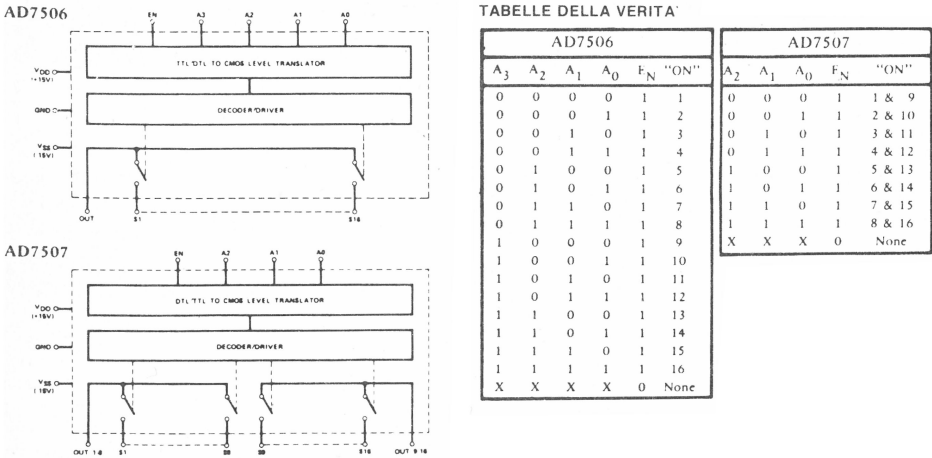 AD7506
EN A3 A2 A1 A0
TTL/DTL TO CMOS LEVEL TRANSLATOR
VDD
(+15V)
GND
DECODER/DRIVER
VSS
(-15V)
OUT S1 S16
AD7507
EN A2 A1 A0
DTL/TTL TO CMOS LEVEL TRANSLATOR
VDD
(+15V)
GND
DECODER/DRIVER
VSS
(-15V)
OUT 1-8 S1 S8 S9 S16 OUT 9-16
TABELLE DELLA VERITA'
AD7506
A3 A2 A1 A0 EN "ON"
0 0 0 0 1 1
0 0 0 1 1 2
0 0 1 0 1 3
0 0 1 1 1 4
0 1 0 0 1 5
0 1 0 1 1 6
0 1 1 0 1 7
0 1 1 1 1 8
1 0 0 0 1 9
1 0 0 1 1 10
1 0 1 0 1 11
1 0 1 1 1 12
1 1 0 0 1 13
1 1 0 1 1 14
1 1 1 0 1 15
1 1 1 1 1 16
X X X X 0 None
AD7507
A2 A1 A0 EN "ON"
0 0 0 1 1 & 9
0 0 1 1 2 & 10
0 1 0 1 3 & 11
0 1 1 1 4 & 12
1 0 0 1 5 & 13
1 0 1 1 6 & 14
1 1 0 1 7 & 15
1 1 1 1 8 & 16
X X X 0 None